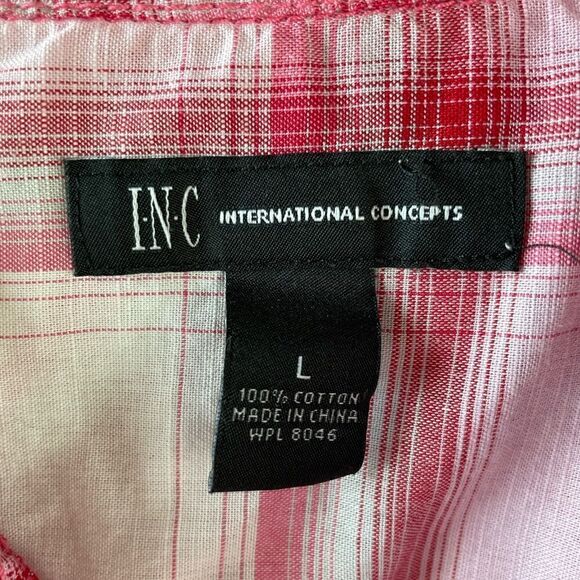 I·N·C INTERNATIONAL CONCEPTS
L
100% COTTON
MADE IN CHINA
WPL 8046